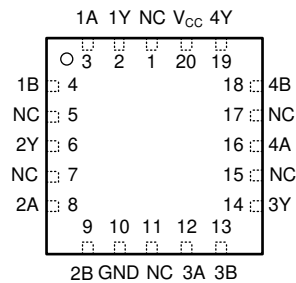 1A 1Y NC VCC 4Y
3 2 1 20 19
1B 4 18 4B
NC 5 17 NC
2Y 6 16 4A
NC 7 15 NC
2A 8 14 3Y
9 10 11 12 13
2B GND NC 3A 3B